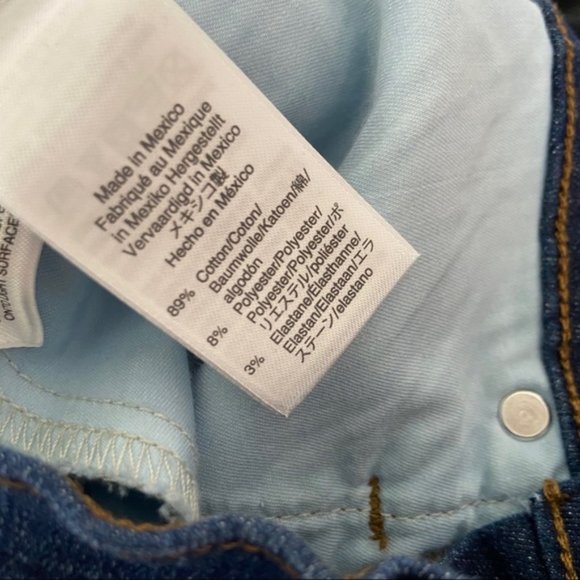 Made in Mexico
Fabriqué au Mexique
in Mexiko Hergestellt
Vervaardigd in Mexico
メキシコ製
Hecho en México
89% Cotton/Coton/
Baumwolle/Katoen/綿/
algodón
8% Polyester/Polyester/
Polyester/Polyester/ポ
リエステル/poliéster
3% Elastane/Élasthanne/
Elastan/Elastaan/エラ
ステーン/elastano
SURFACE